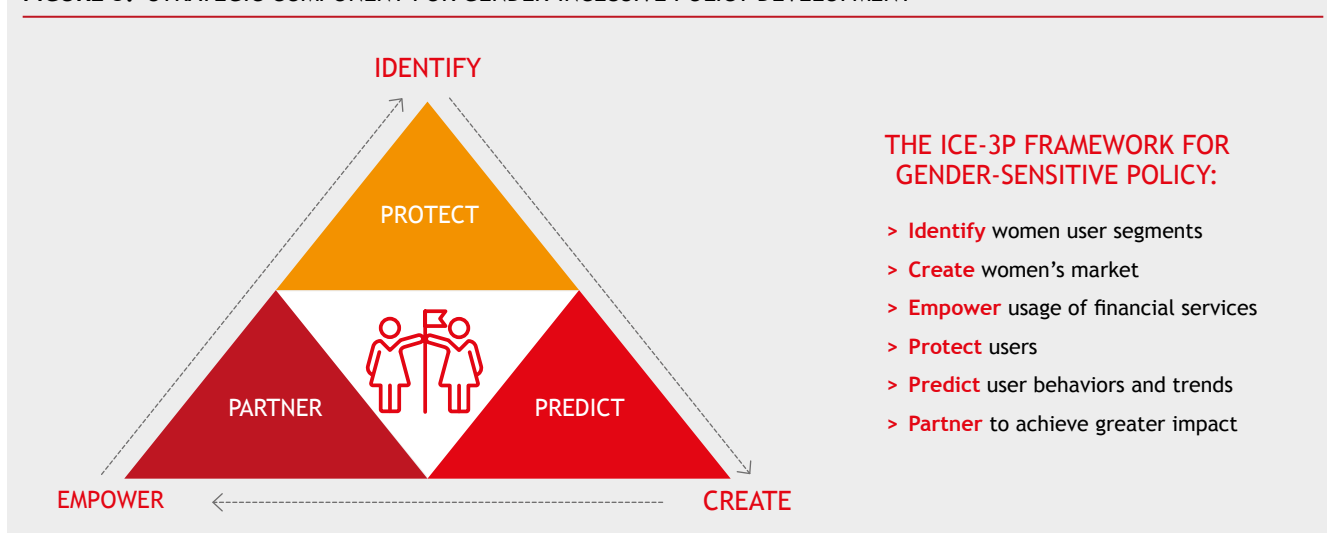 IDENTIFY
PROTECT
PARTNER
PREDICT
EMPOWER
CREATE
THE ICE-3P FRAMEWORK FOR
GENDER-SENSITIVE POLICY:
> Identify women user segments
> Create women’s market
> Empower usage of financial services
> Protect users
> Predict user behaviors and trends
> Partner to achieve greater impact